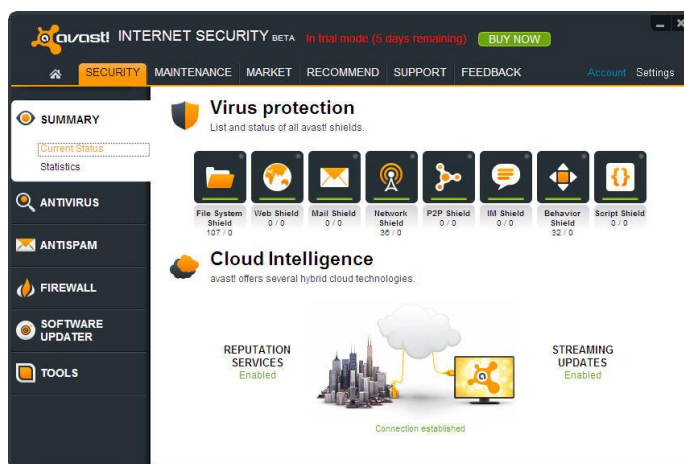 avast! INTERNET SECURITY BETA In trial mode (5 days remaining) BUY NOW
SECURITY MAINTENANCE MARKET RECOMMEND SUPPORT FEEDBACK Account Settings
SUMMARY
Current Status
Statistics
ANTIVIRUS
ANTISPAM
FIREWALL
SOFTWARE
UPDATER
TOOLS
Virus protection
List and status of all avast! shields.
File System Shield
107 / 0
Web Shield
0 / 0
Mail Shield
0 / 0
Network Shield
36 / 0
P2P Shield
0 / 0
IM Shield
0 / 0
Behavior Shield
32 / 0
Script Shield
0 / 0
Cloud Intelligence
avast! offers several hybrid cloud technologies.
REPUTATION
SERVICES
Enabled
STREAMING
UPDATES
Enabled
Connection established